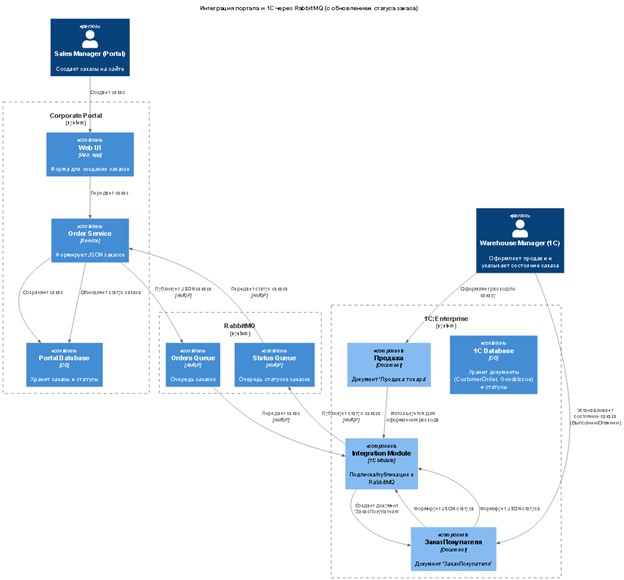 Интеграция портала и 1С через RabbitMQ (с обновлением статуса заказа)
«person»
Sales Manager (Portal)
Создает заказы на сайте
Создает заказ
Corporate Portal
[system]
«container»
Web UI
[Web App]
Форма для создания заказов
Передает заказ
«container»
Order Service
[Service]
Формирует JSON заказов
Сохраняет заказ
Обновляет статус заказа
Публикует JSON заказа
[AMQP]
Передает статус заказа
[AMQP]
«container»
Portal Database
[DB]
Хранит заказы и статусы
RabbitMQ
[system]
«container»
Orders Queue
[AMQP]
Очередь заказов
«container»
Status Queue
[AMQP]
Очередь статусов заказов
«person»
Warehouse Manager (1C)
Оформляет продажи и
указывает состояние заказа
Оформляет расход по
заказу
1C:Enterprise
[system]
«component»
Продажа
[Document]
Документ 'Продажа товара'
«container»
1C Database
[DB]
Хранит документы
(CustomerOrder, GoodsIssue)
и статусы
Передает заказ
[AMQP]
Публикует статус заказа
[AMQP]
Используется для
оформления расхода
Устанавливает
состояние заказа
«component»
Integration Module
[1C Module]
Подписка/публикация в
RabbitMQ
Создает документ
'ЗаказПокупателя'
Формирует JSON статуса
Формирует JSON статуса
«component»
ЗаказПокупателя
[Document]
Документ 'ЗаказПокупателя'